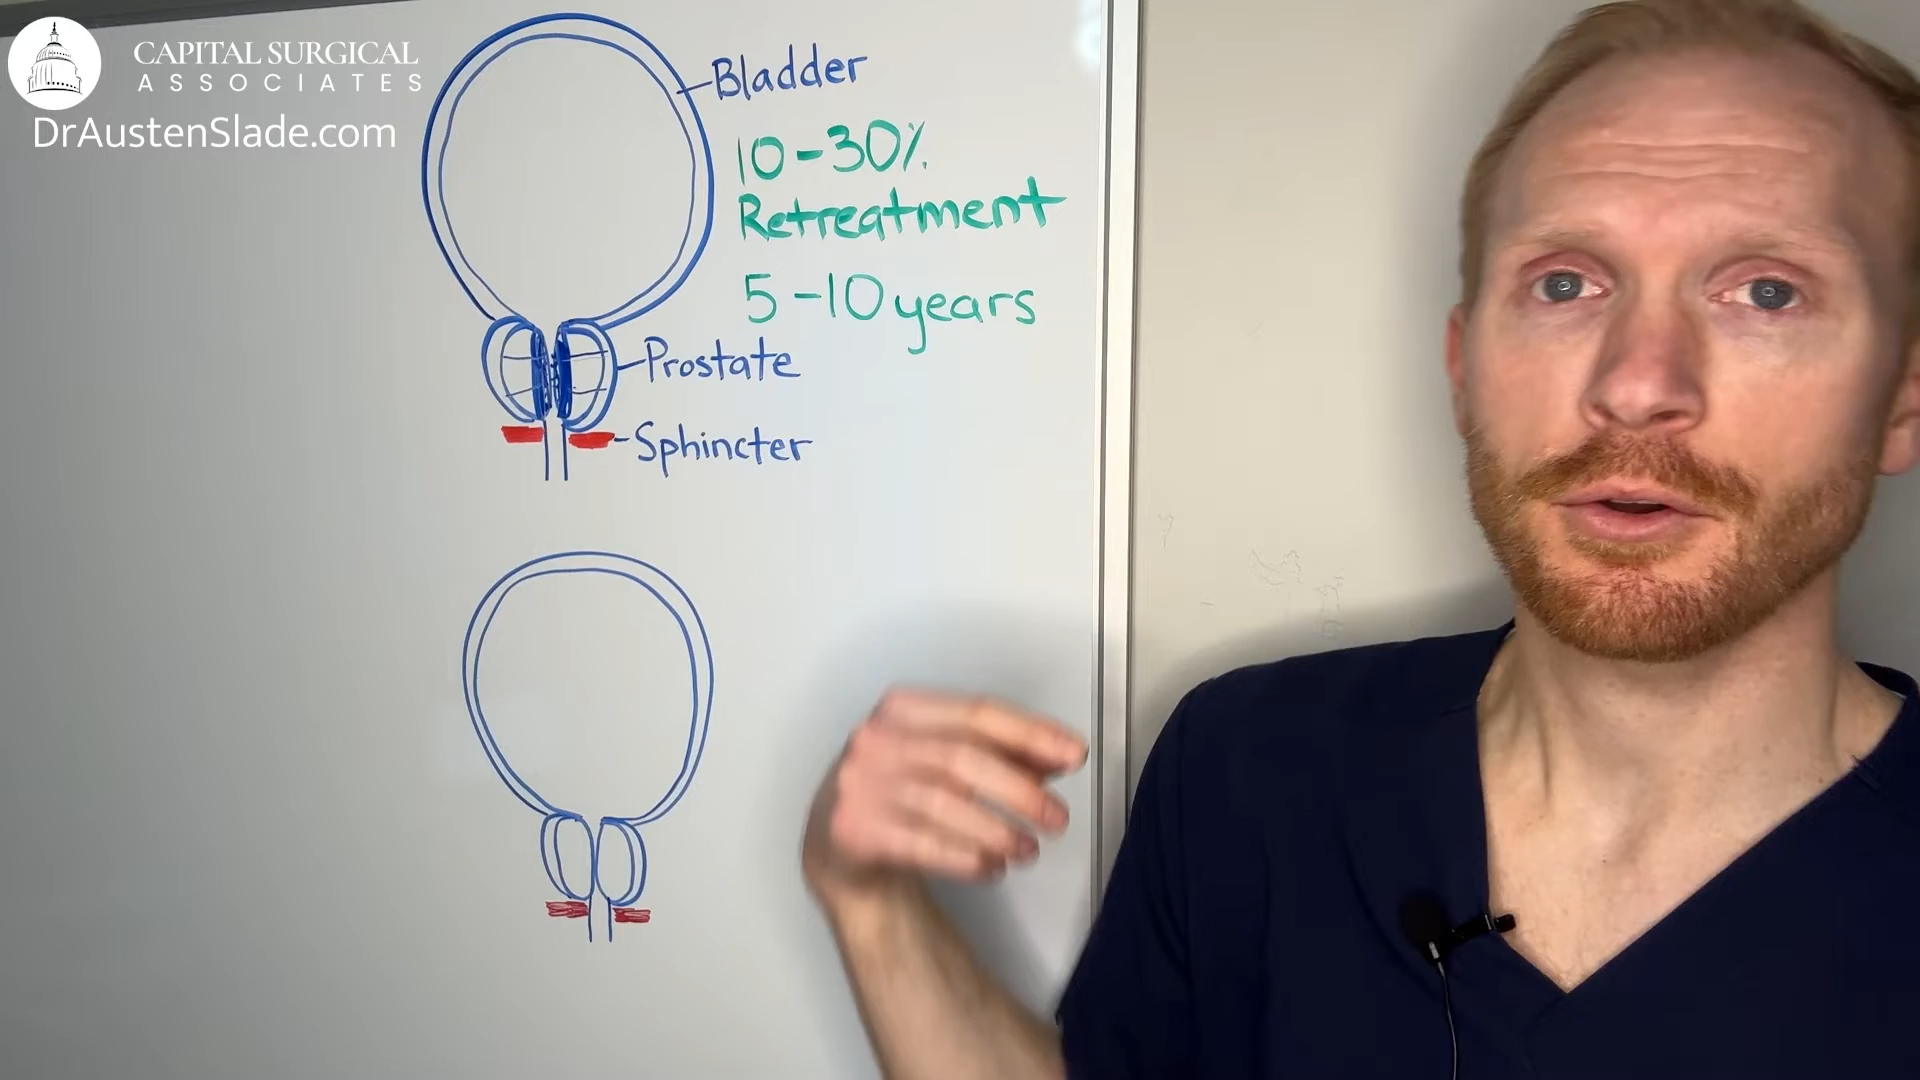 CAPITAL SURGICAL
ASSOCIATES
DrAustenSlade.com
Bladder
10-30%
Retreatment
5-10 years
Prostate
Sphincter